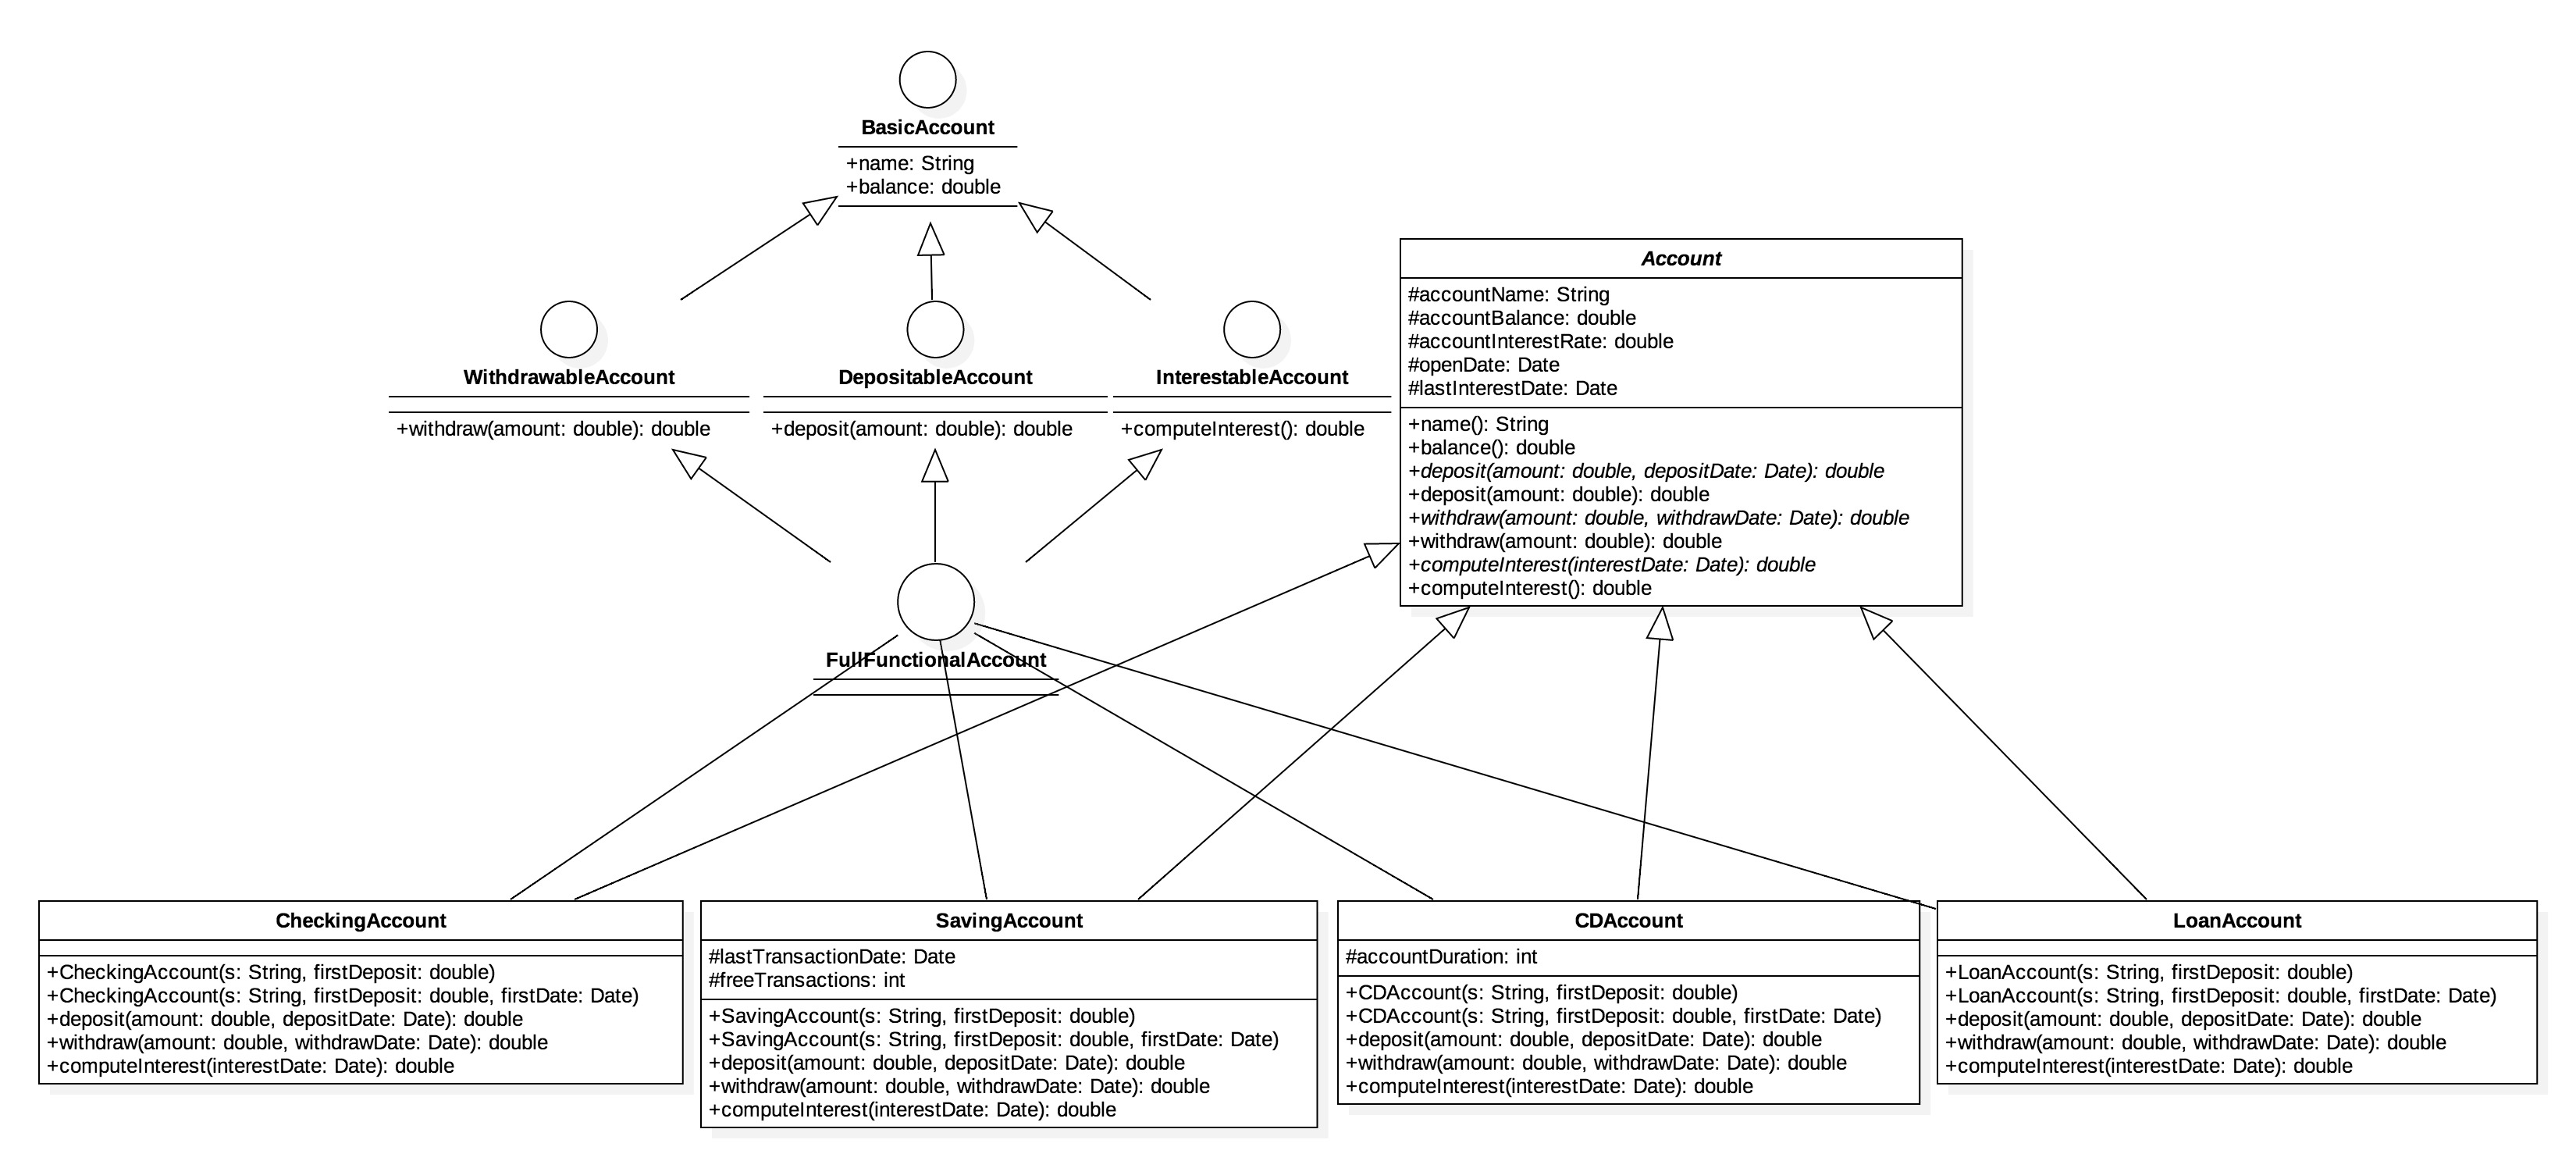 BasicAccount
+name: String
+balance: double
WithdrawableAccount
+withdraw(amount: double): double
DepositableAccount
+deposit(amount: double): double
InterestableAccount
+computeInterest(): double
Account
#accountName: String
#accountBalance: double
#accountInterestRate: double
#openDate: Date
#lastInterestDate: Date
+name(): String
+balance(): double
+deposit(amount: double, depositDate: Date): double
+deposit(amount: double): double
+withdraw(amount: double, withdrawDate: Date): double
+withdraw(amount: double): double
+computeInterest(interestDate: Date): double
+computeInterest(): double
FullFunctionalAccount
CheckingAccount
+CheckingAccount(s: String, firstDeposit: double)
+CheckingAccount(s: String, firstDeposit: double, firstDate: Date)
+deposit(amount: double, depositDate: Date): double
+withdraw(amount: double, withdrawDate: Date): double
+computeInterest(interestDate: Date): double
SavingAccount
#lastTransactionDate: Date
#freeTransactions: int
+SavingAccount(s: String, firstDeposit: double)
+SavingAccount(s: String, firstDeposit: double, firstDate: Date)
+deposit(amount: double, depositDate: Date): double
+withdraw(amount: double, withdrawDate: Date): double
+computeInterest(interestDate: Date): double
CDAccount
#accountDuration: int
+CDAccount(s: String, firstDeposit: double)
+CDAccount(s: String, firstDeposit: double, firstDate: Date)
+deposit(amount: double, depositDate: Date): double
+withdraw(amount: double, withdrawDate: Date): double
+computeInterest(interestDate: Date): double
LoanAccount
+LoanAccount(s: String, firstDeposit: double)
+LoanAccount(s: String, firstDeposit: double, firstDate: Date)
+deposit(amount: double, depositDate: Date): double
+withdraw(amount: double, withdrawDate: Date): double
+computeInterest(interestDate: Date): double